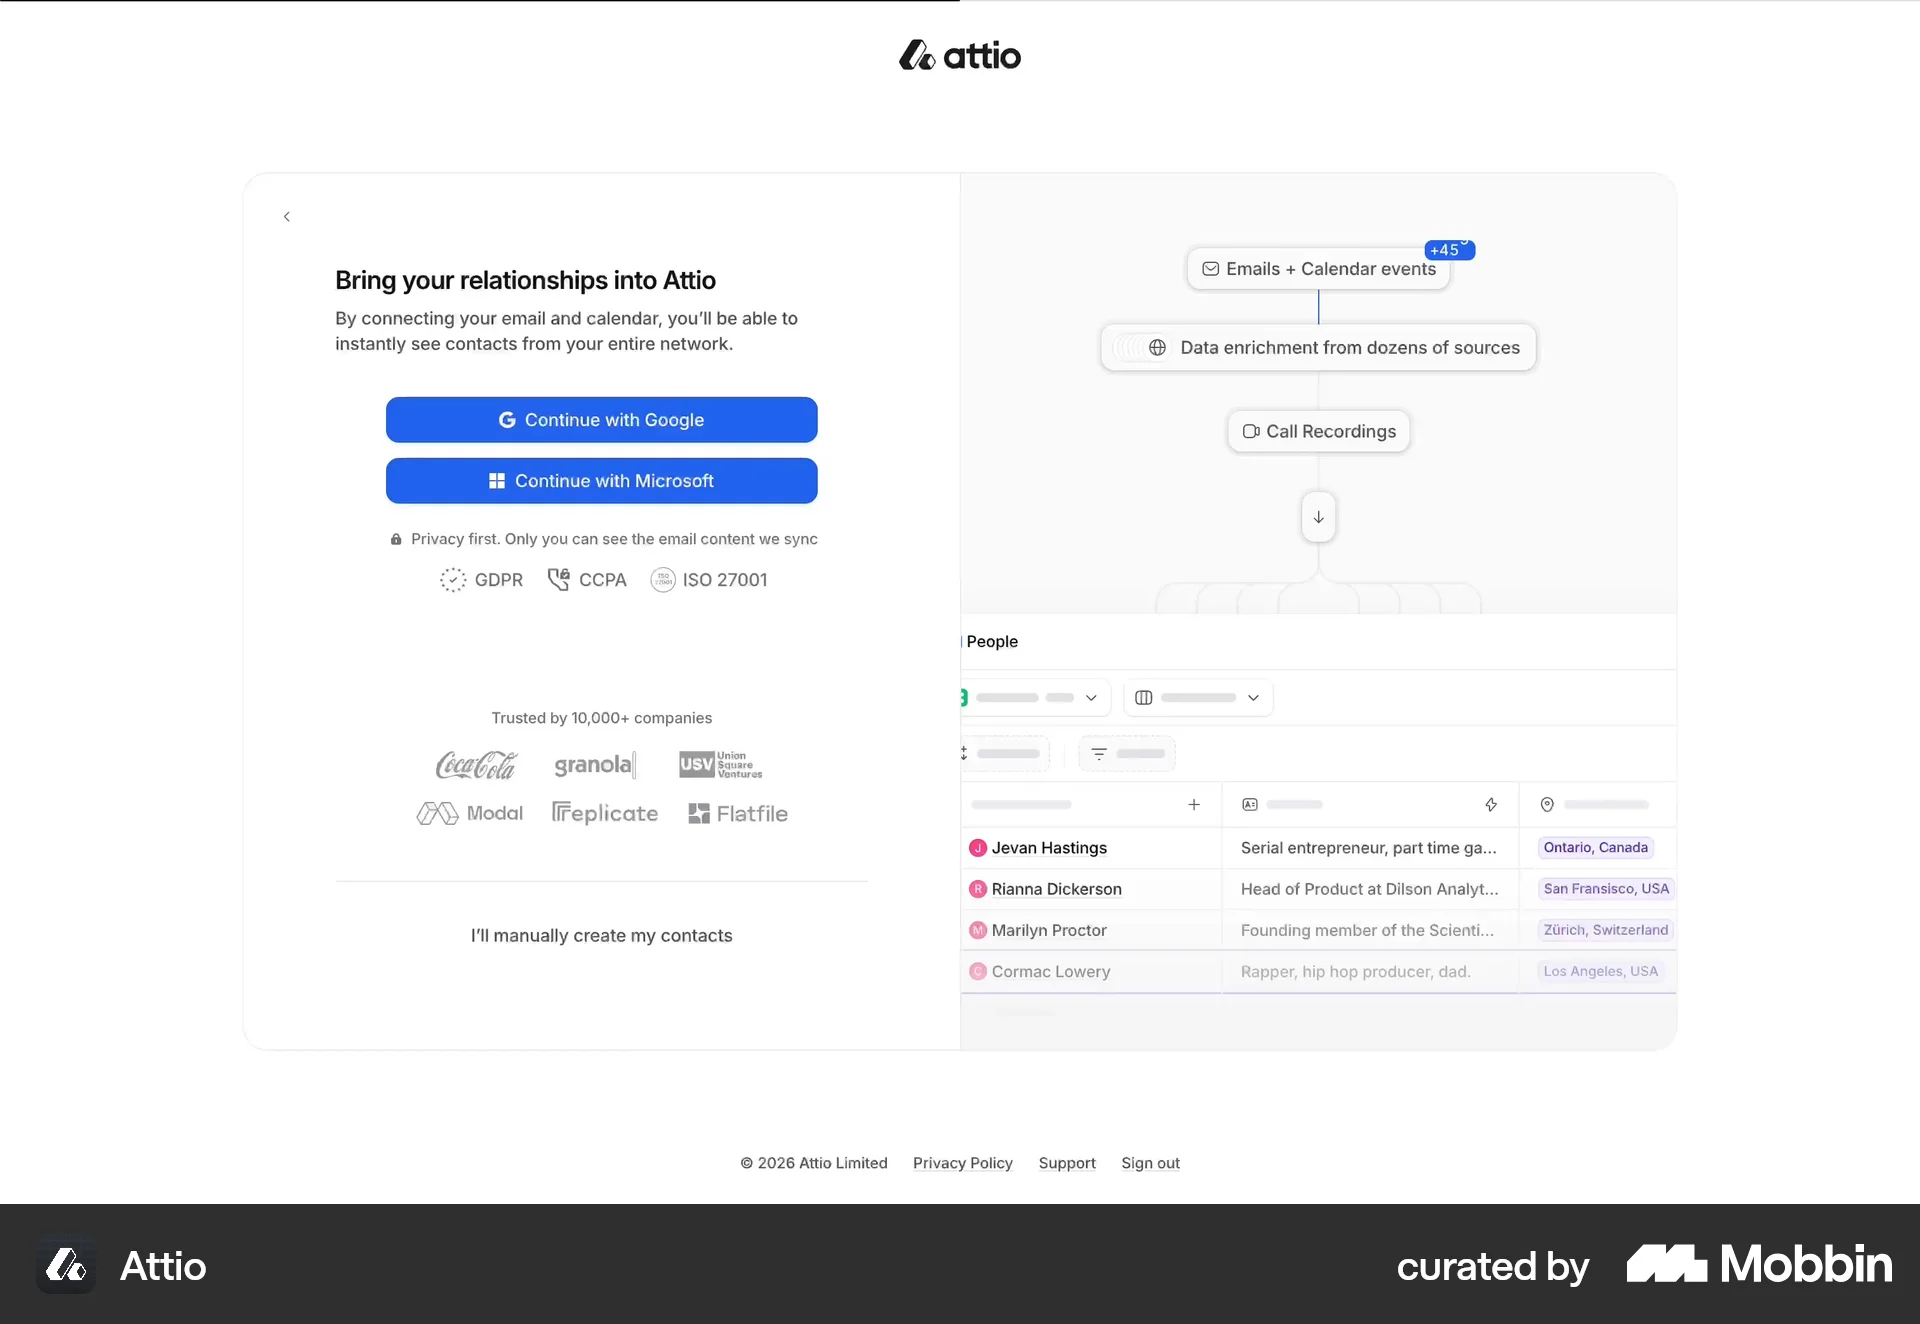 attio
Bring your relationships into Attio
By connecting your email and calendar, you'll be able to
instantly see contacts from your entire network.
Continue with Google
Continue with Microsoft
Privacy first. Only you can see the email content we sync
GDPR
CCPA
ISO 27001
ISO 27001
Trusted by 10,000+ companies
Coca-Cola
granola
USV Union Square Ventures
Modal
replicate
Flatfile
I'll manually create my contacts
+45
Emails + Calendar events
Data enrichment from dozens of sources
Call Recordings
People
J Jevan Hastings
Serial entrepreneur, part time ga...
Ontario, Canada
R Rianna Dickerson
Head of Product at Dilson Analyt...
San Fransisco, USA
M Marilyn Proctor
Founding member of the Scienti...
Zürich, Switzerland
C Cormac Lowery
Rapper, hip hop producer, dad.
Los Angeles, USA
© 2026 Attio Limited
Privacy Policy
Support
Sign out
Attio
curated by
Mobbin